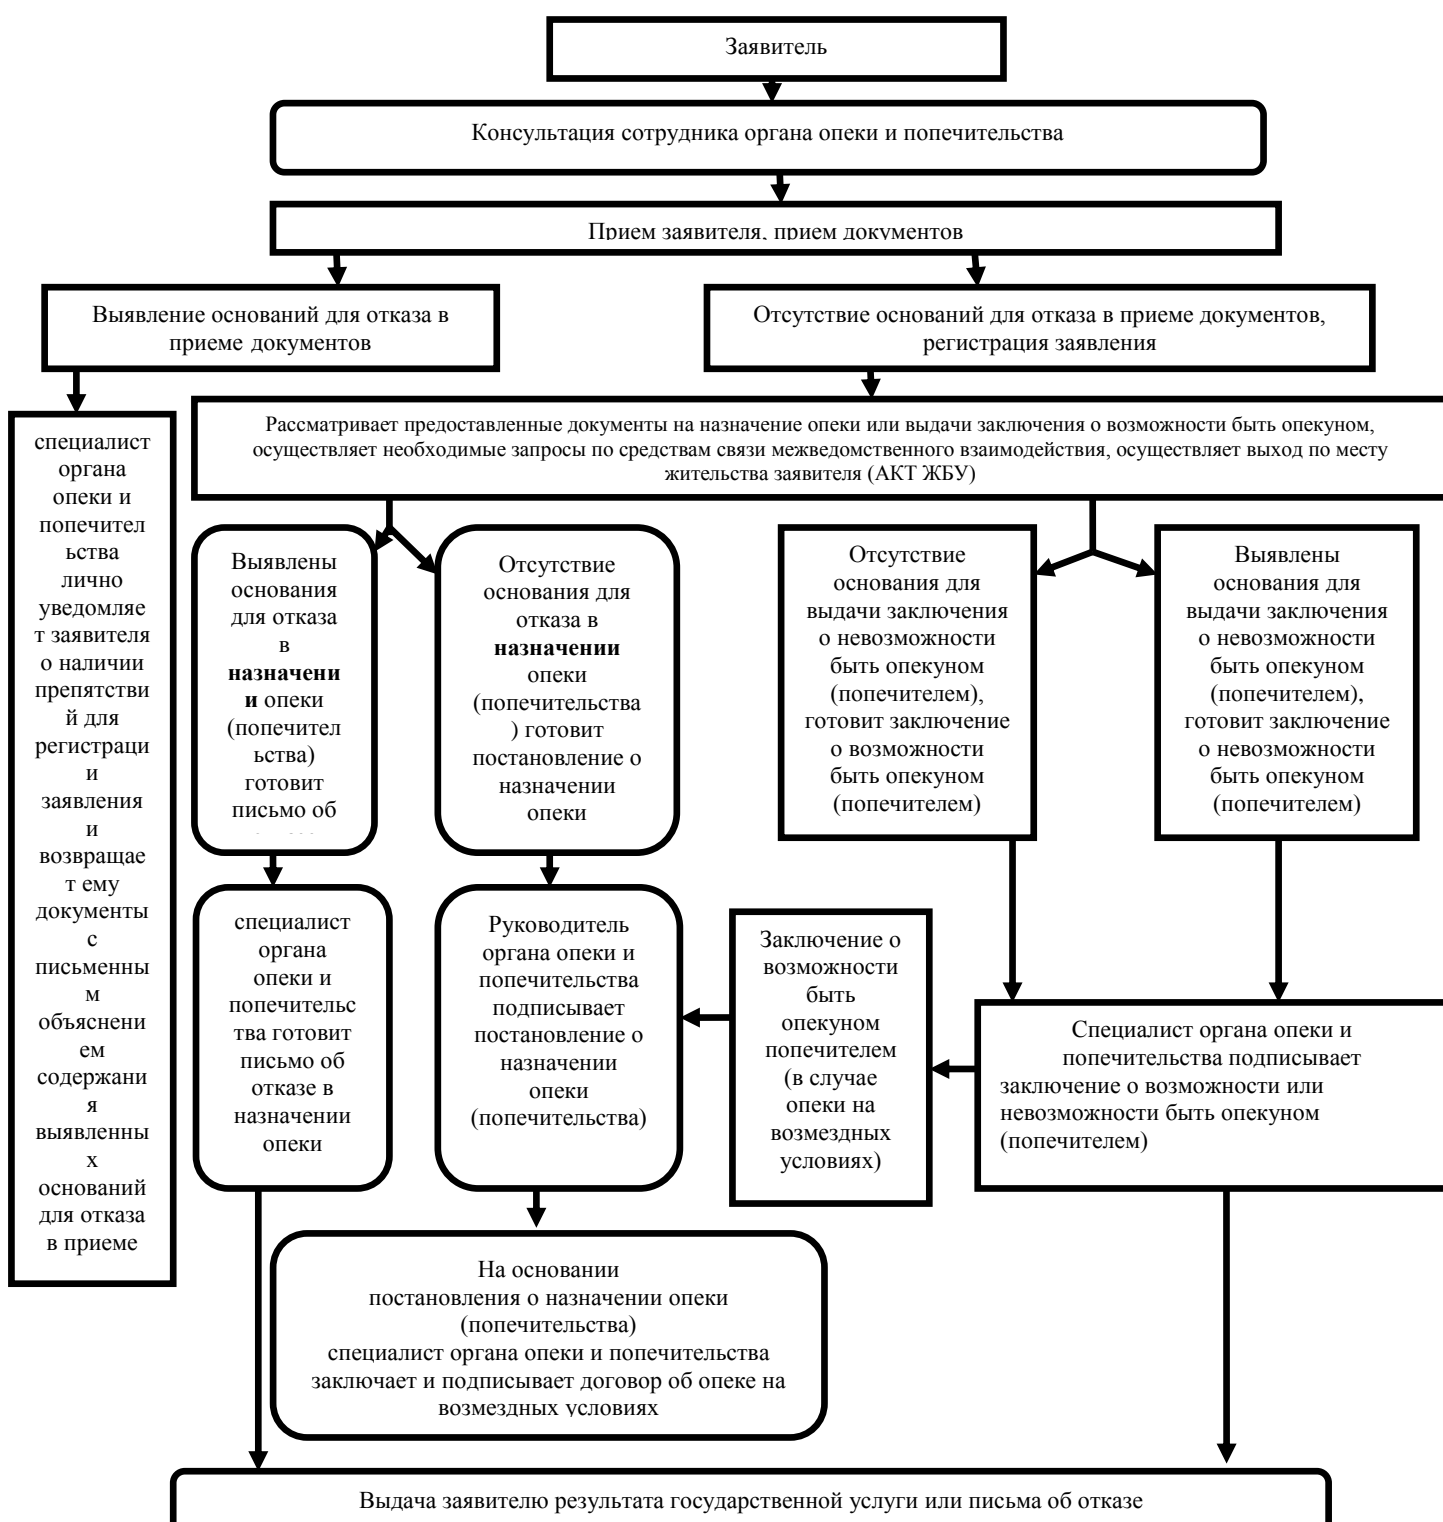 Заявитель
Консультация сотрудника органа опеки и попечительства
Прием заявителя, прием документов
Выявление оснований для отказа в
приеме документов
Отсутствие оснований для отказа в приеме документов,
регистрация заявления
специалист
органа
опеки и
попечител
ьства
лично
уведомляе
т заявителя
о наличии
препятстви
й для
регистраци
и
заявления
и
возвращае
т ему
документы
с
письменны
м
объяснени
ем
содержани
я
выявленны
х
оснований
для отказа
в приеме
Рассматривает предоставленные документы на назначение опеки или выдачи заключения о возможности быть опекуном,
осуществляет необходимые запросы по средствам связи межведомственного взаимодействия, осуществляет выход по месту
жительства заявителя (АКТ ЖБУ)
Выявлены
основания
для отказа
в
назначени
и опеки
(попечител
ьства)
готовит
письмо об
Отсутствие
основания для
отказа в
назначении
опеки
(попечительства
) готовит
постановление о
назначении
опеки
Отсутствие
основания для
выдачи заключения
о невозможности
быть опекуном
(попечителем),
готовит заключение
о возможности
быть опекуном
(попечителем)
Выявлены
основания для
выдачи заключения
о невозможности
быть опекуном
(попечителем),
готовит заключение
о невозможности
быть опекуном
(попечителем)
специалист
органа
опеки и
попечительс
тва готовит
письмо об
отказе в
назначении
опеки
Руководитель
органа опеки и
попечительства
подписывает
постановление о
назначении
опеки
(попечительства)
Заключение о
возможности
быть
опекуном
попечителем
(в случае
опеки на
возмездных
условиях)
Специалист органа опеки и
попечительства подписывает
заключение о возможности или
невозможности быть опекуном
(попечителем)
На основании
постановления о назначении опеки
(попечительства)
специалист органа опеки и попечительства
заключает и подписывает договор об опеке на
возмездных условиях
Выдача заявителю результата государственной услуги или письма об отказе